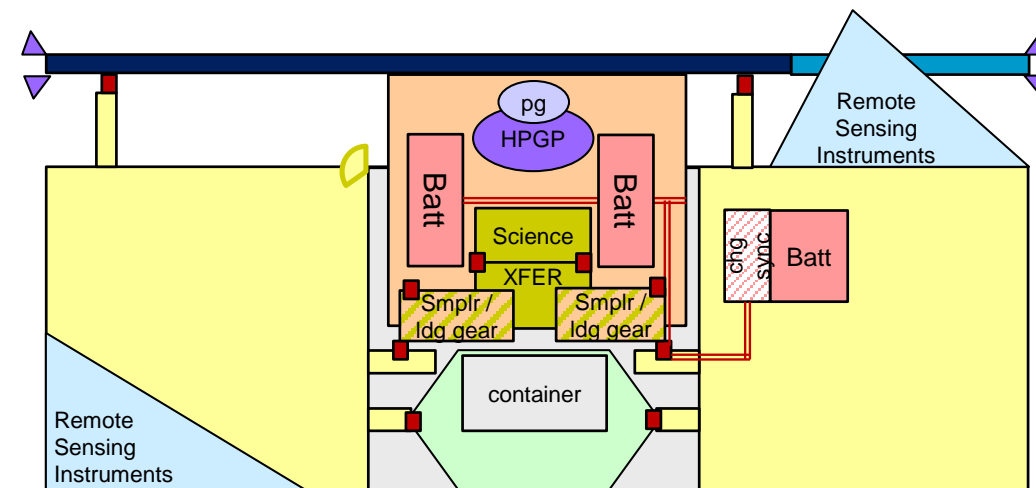 pg
HPGP
Remote
Sensing
Instruments
Batt
Batt
Science
XFER
chg
sync
Batt
Smplr /
ldg gear
Smplr /
ldg gear
container
Remote
Sensing
Instruments